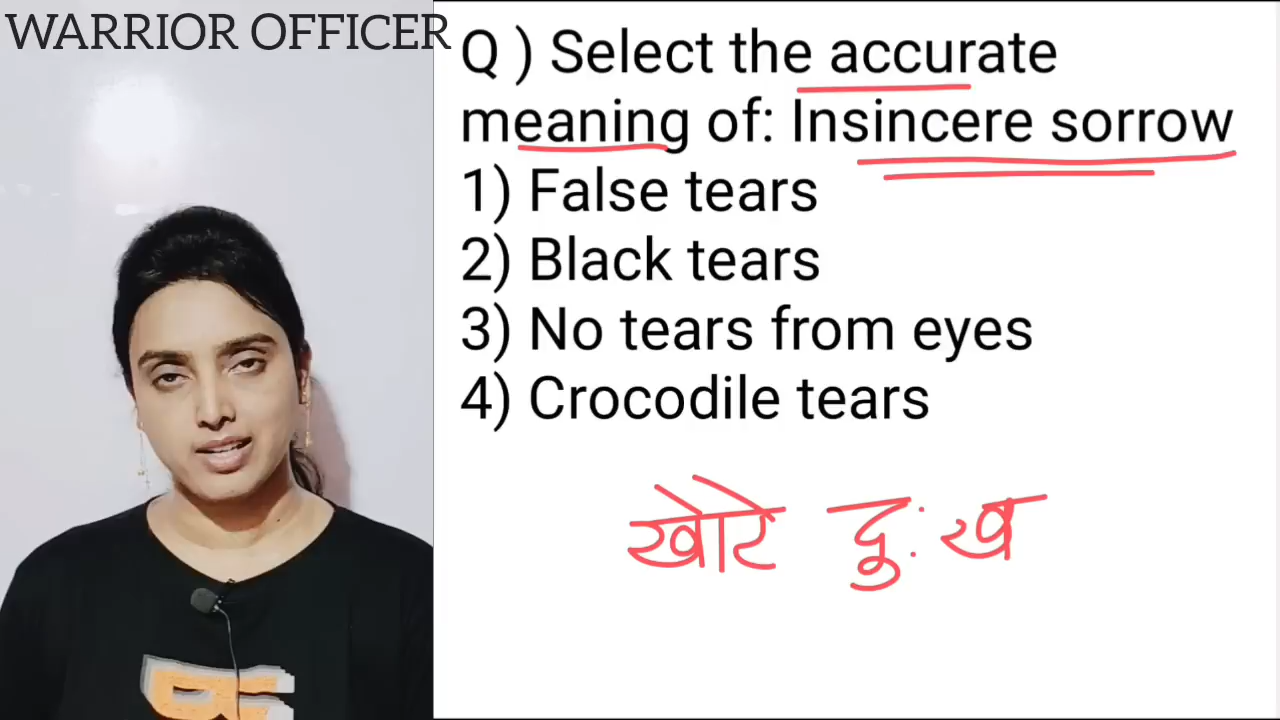 WARRIOR OFFICER
Q ) Select the accurate
meaning of: Insincere sorrow
1) False tears
2) Black tears
3) No tears from eyes
4) Crocodile tears
खोटे दु:ख